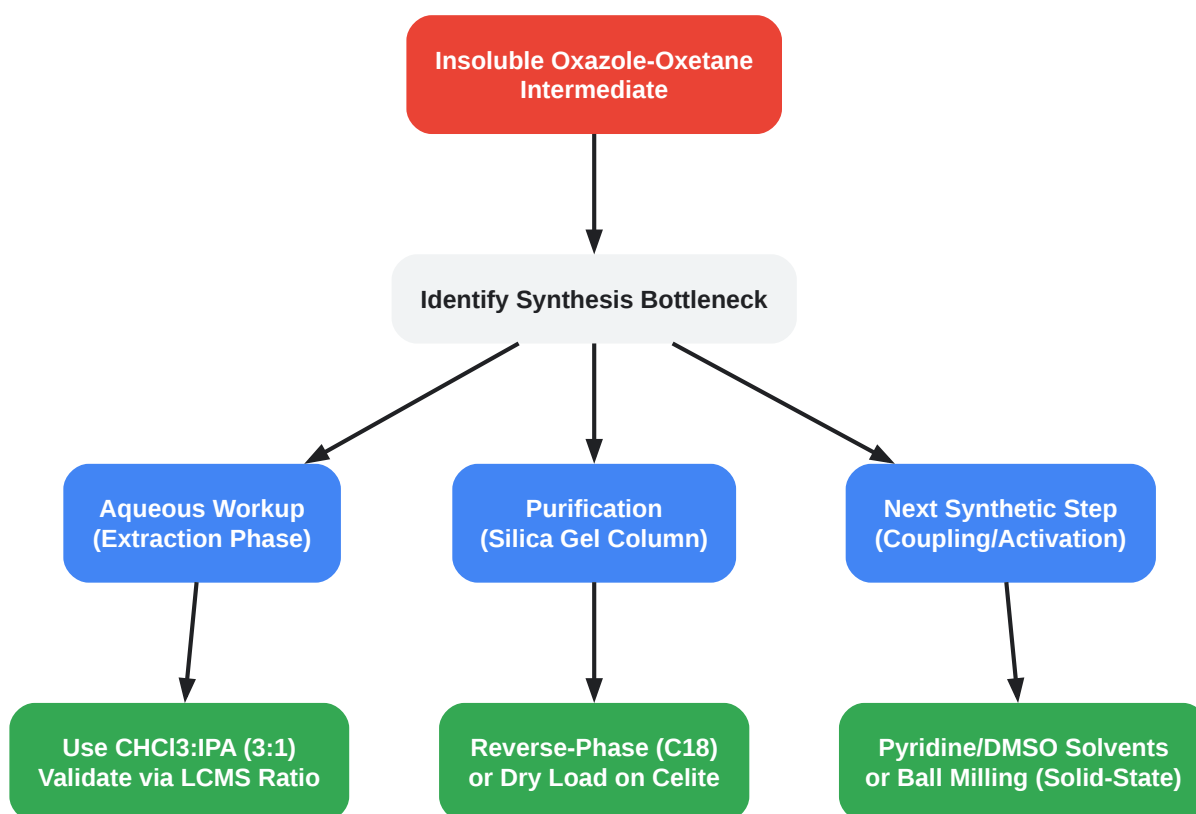 Insoluble Oxazole-Oxetane
Intermediate
Identify Synthesis Bottleneck
Aqueous Workup
(Extraction Phase)
Purification
(Silica Gel Column)
Next Synthetic Step
(Coupling/Activation)
Use CHCl3:IPA (3:1)
Validate via LCMS Ratio
Reverse-Phase (C18)
or Dry Load on Celite
Pyridine/DMSO Solvents
or Ball Milling (Solid-State)